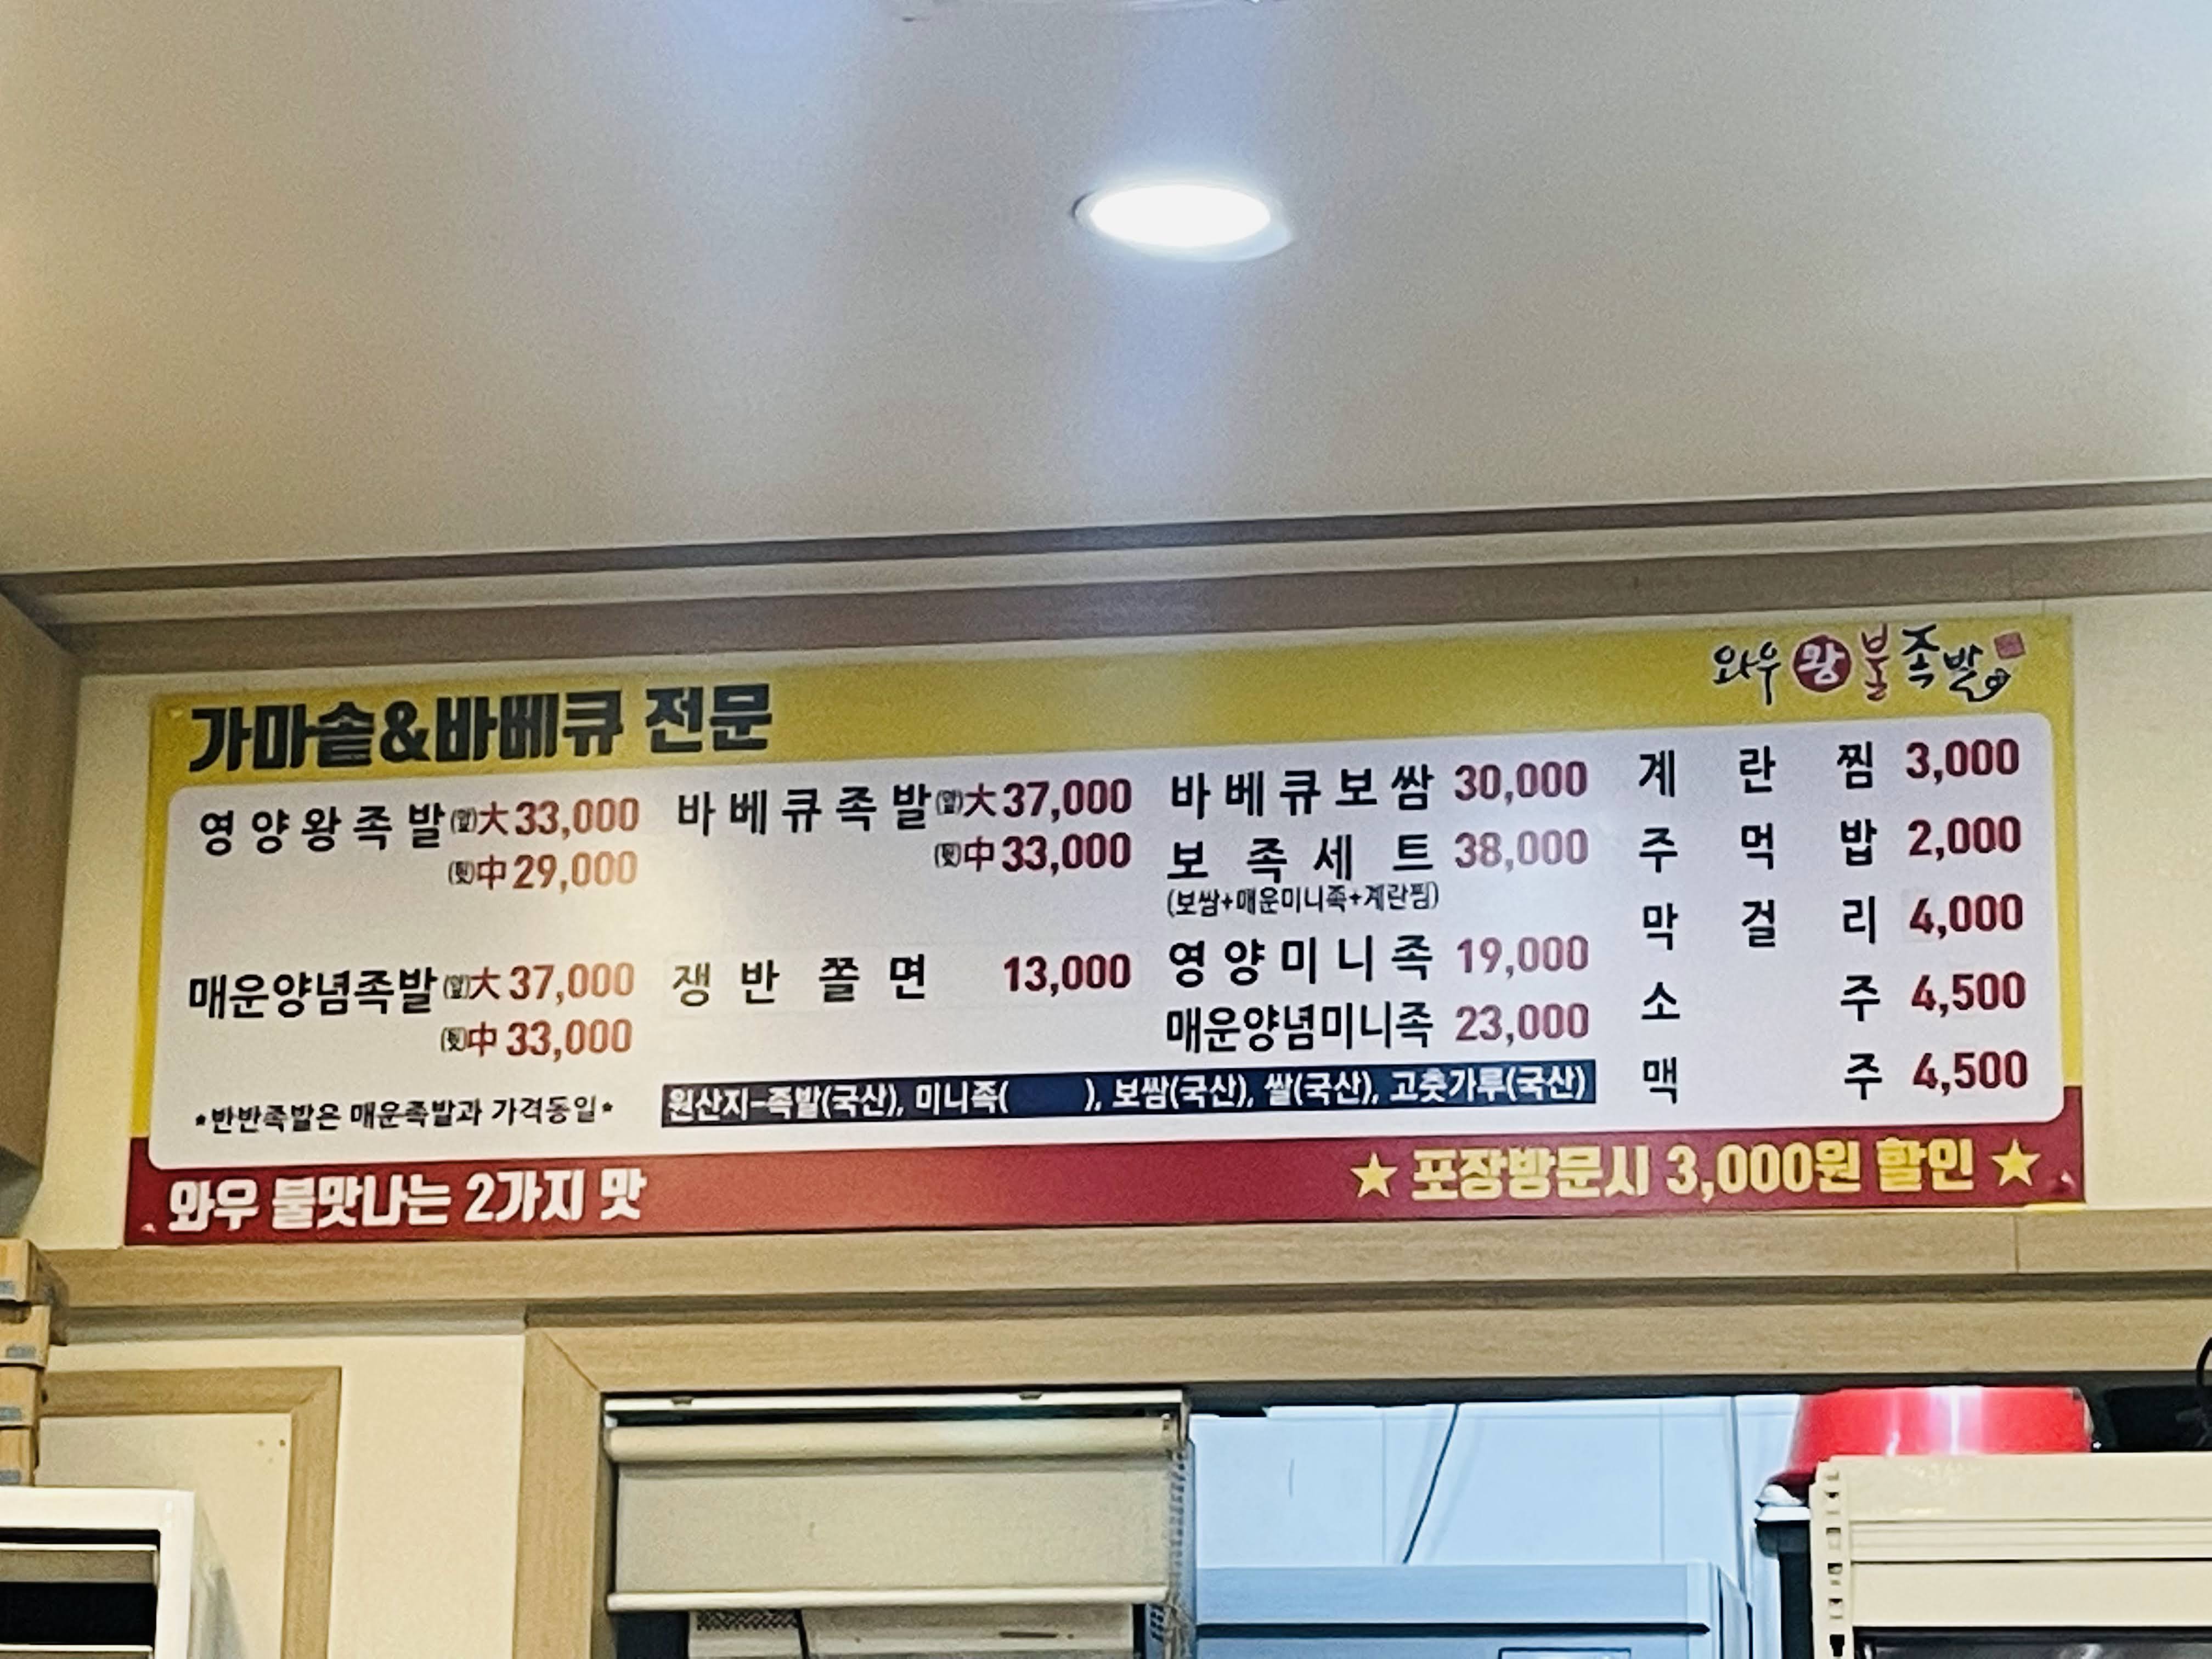 가마솥&바베큐 전문
와우 왕 불족발
영양왕족발(앞)大 33,000
(뒷)中 29,000
매운양념족발(앞)大 37,000
(뒷)中 33,000
*반반족발은 매운족발과 가격동일*
바베큐족발(앞)大 37,000
(뒷)中 33,000
쟁반쫄면 13,000
바베큐보쌈 30,000
보족세트 38,000
(보쌈+매운미니족+계란찜)
영양미니족 19,000
매운양념미니족 23,000
원산지-족발(국산), 미니족( ), 보쌈(국산), 쌀(국산), 고춧가루(국산)
계란찜 3,000
주먹밥 2,000
막걸리 4,000
소주 4,500
맥주 4,500
와우 불맛나는 2가지 맛
★ 포장방문시 3,000원 할인 ★